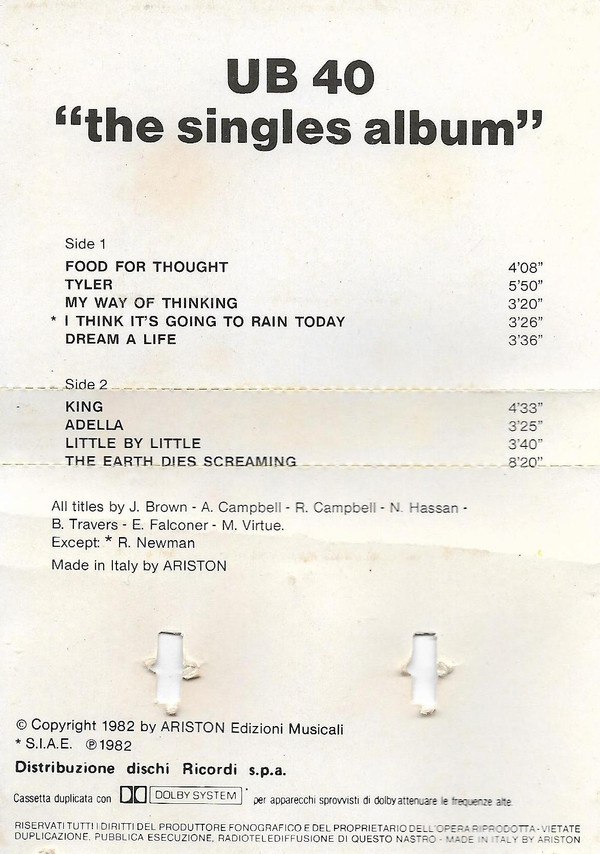 UB 40
“the singles album”
Side 1
FOOD FOR THOUGHT 4'08”
TYLER 5'50”
MY WAY OF THINKING 3'20”
* I THINK IT'S GOING TO RAIN TODAY 3'26”
DREAM A LIFE 3'36”
Side 2
KING 4'33”
ADELLA 3'25”
LITTLE BY LITTLE 3'40”
THE EARTH DIES SCREAMING 8'20”
All titles by J. Brown - A. Campbell - R. Campbell - N. Hassan -
B. Travers - E. Falconer - M. Virtue.
Except: * R. Newman
Made in Italy by ARISTON
© Copyright 1982 by ARISTON Edizioni Musicali
* S.I.A.E. ℗ 1982
Distribuzione dischi Ricordi s.p.a.
Cassetta duplicata con DOLBY SYSTEM per apparecchi sprovvisti di dolby attenuare le frequenze alte.
RISERVATI TUTTI I DIRITTI DEL PRODUTTORE FONOGRAFICO E DEL PROPRIETARIO DELL'OPERA RIPRODOTTA - VIETATE
DUPLICAZIONE, PUBBLICA ESECUZIONE, RADIOTELEDIFFUSIONE DI QUESTO NASTRO - MADE IN ITALY BY ARISTON